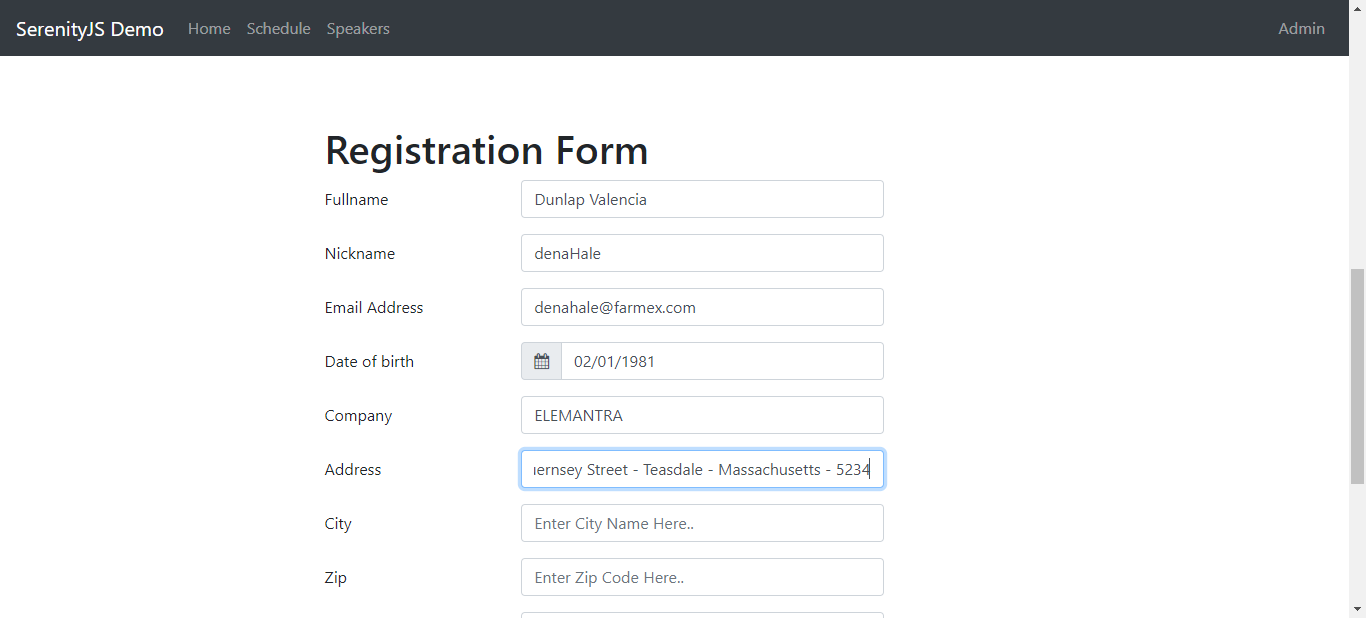 SerenityJS Demo Home Schedule Speakers Admin
Registration Form
Fullname Dunlap Valencia
Nickname denaHale
Email Address denahale@farmex.com
Date of birth 02/01/1981
Company ELEMANTRA
Address Street - Teasdale - Massachusetts - 5234
City Enter City Name Here..
Zip Enter Zip Code Here..